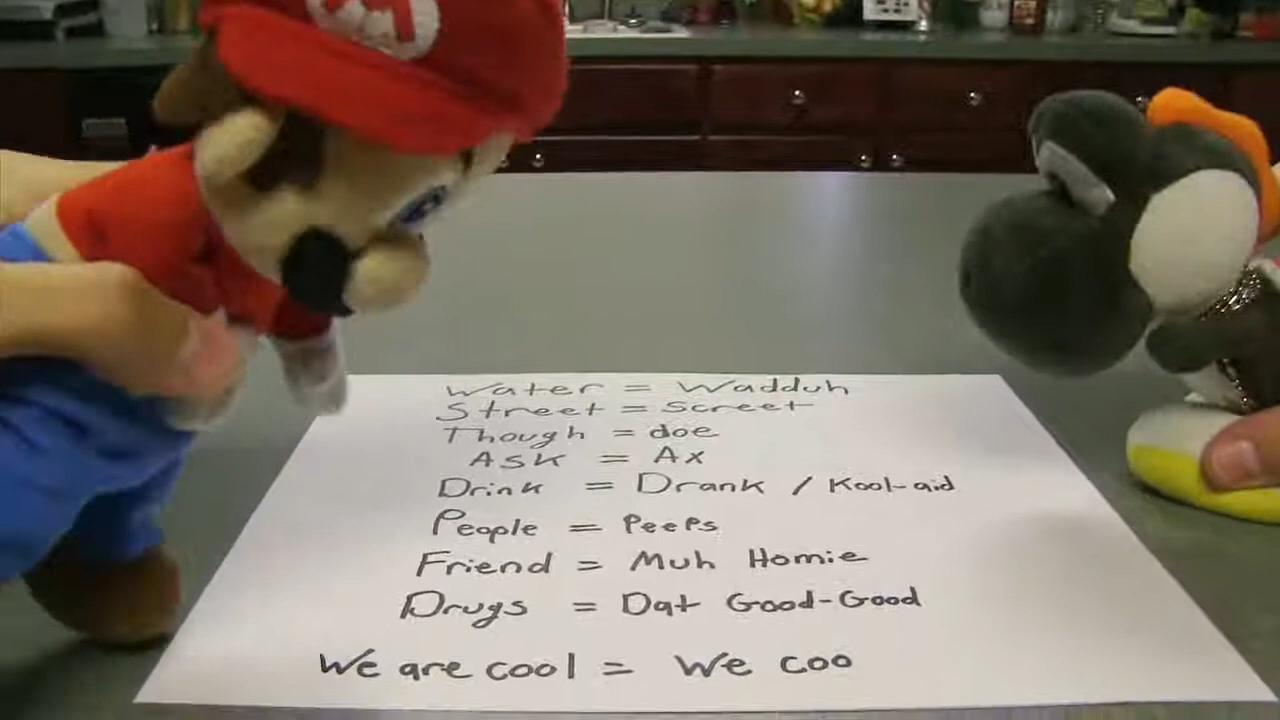 M
Water = Wadduh
Street = Screet
Though = doe
Ask = Ax
Drink = Drank / Kool-aid
People = Peeps
Friend = Muh Homie
Drugs = Dat Good-Good
We are cool = We coo